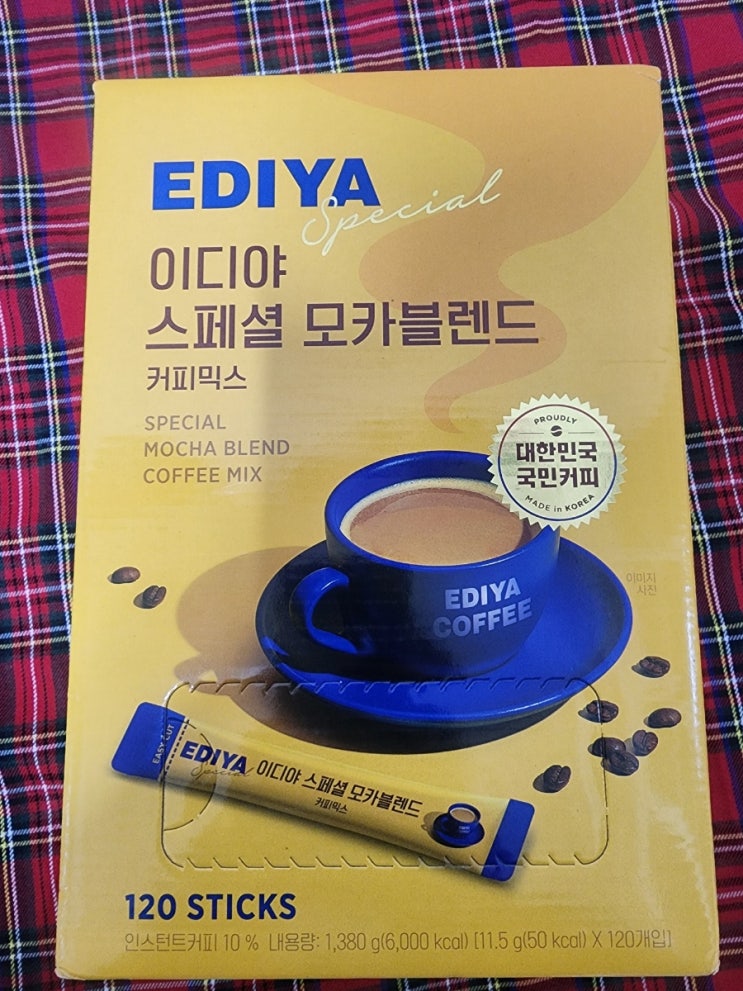 EDIYA
Special
이디야
스페셜 모카블렌드
커피믹스
SPECIAL
MOCHA BLEND
COFFEE MIX
PROUDLY
대한민국
국민커피
MADE in KOREA
이미지
사진
EDIYA
COFFEE
EASY CUT
EDIYA
Special
이디야 스페셜 모카블렌드
커피믹스
120 STICKS
인스턴트커피 10 % 내용량: 1,380 g(6,000 kcal) [11.5 g(50 kcal) X 120개입]